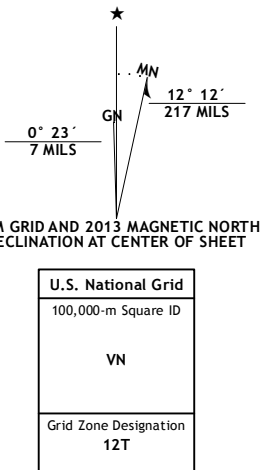 ★
MN
GN
12° 12´
217 MILS
0° 23´
7 MILS
M GRID AND 2013 MAGNETIC NORTH
ECLINATION AT CENTER OF SHEET
U.S. National Grid
100,000-m Square ID
VN
Grid Zone Designation
12T